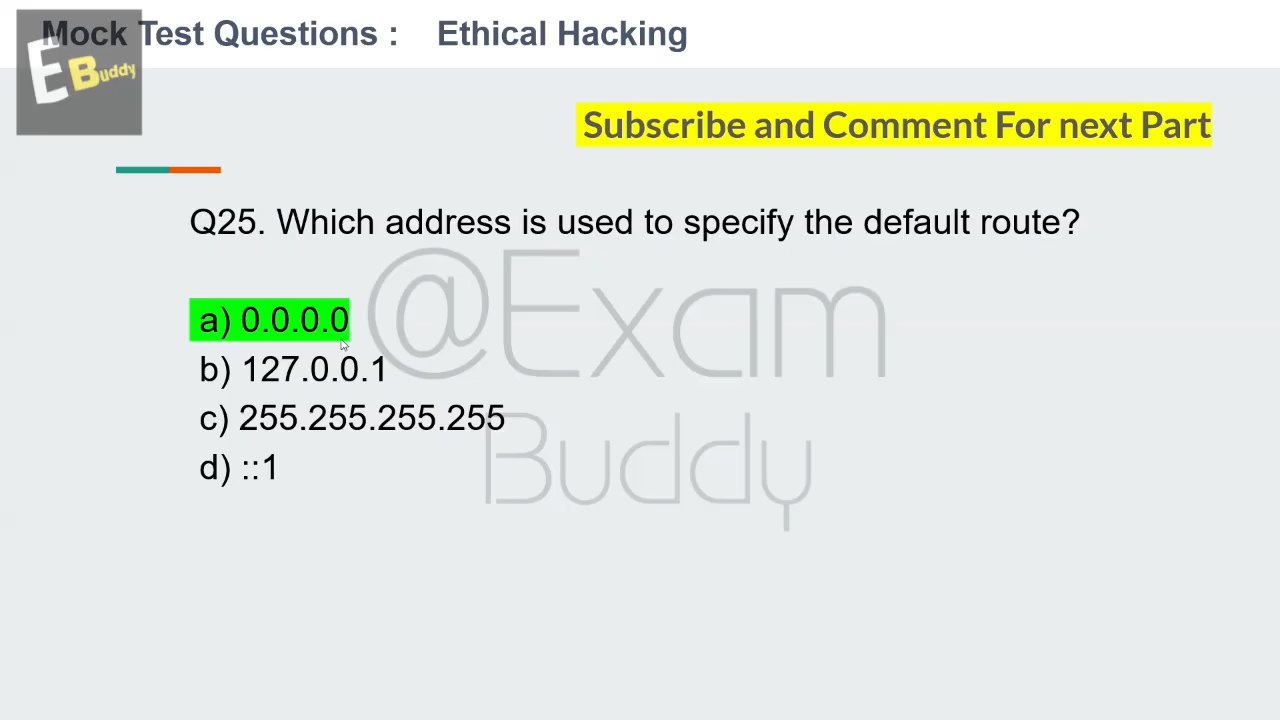 Mock Test Questions :    Ethical Hacking
E Buddy
Subscribe and Comment For next Part
Q25. Which address is used to specify the default route?
@Exam
a) 0.0.0.0
b) 127.0.0.1
c) 255.255.255.255
Buddy
d) ::1